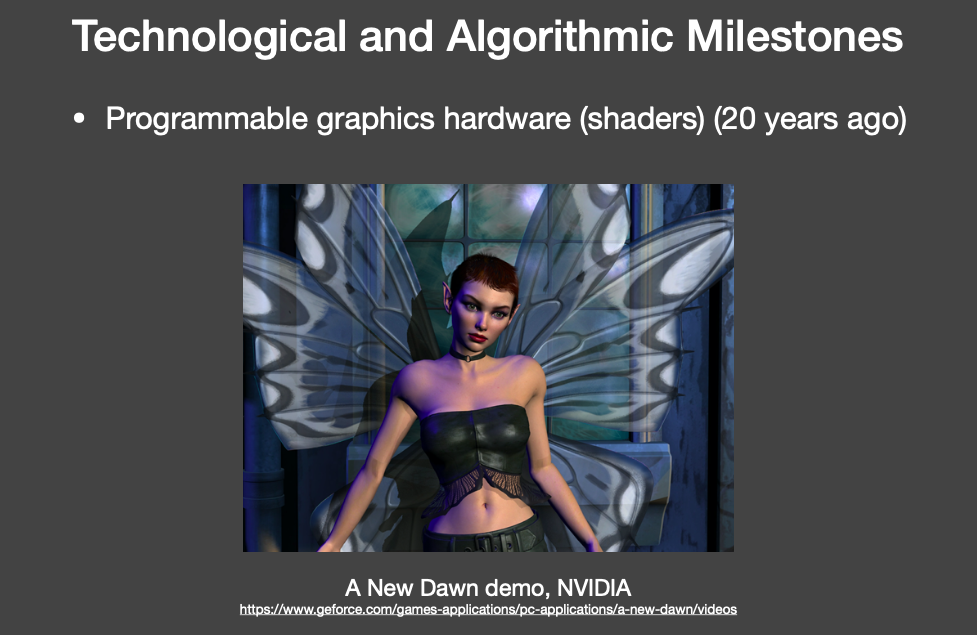 Technological and Algorithmic Milestones
• Programmable graphics hardware (shaders) (20 years ago)
A New Dawn demo, NVIDIA
https://www.geforce.com/games-applications/pc-applications/a-new-dawn/videos